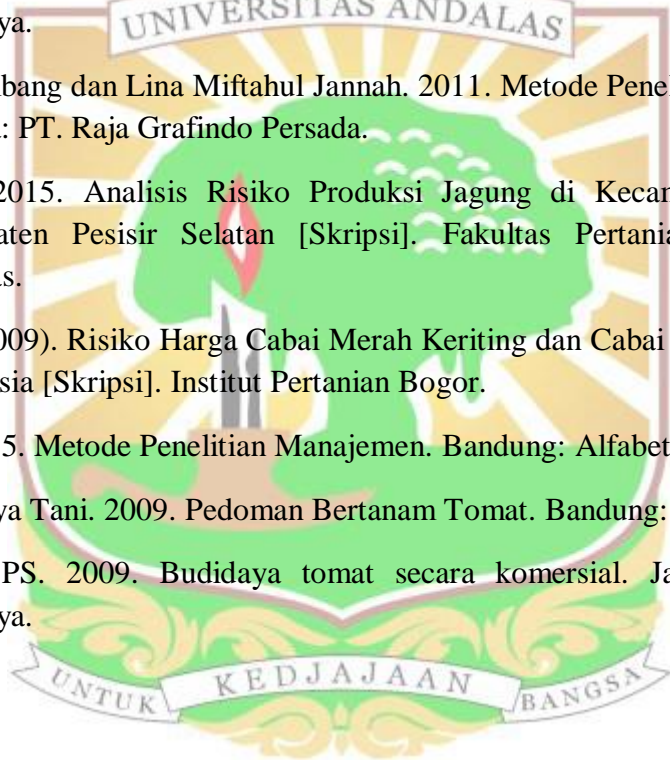 ya.
UNIVERSITAS ANDALAS
bang dan Lina Miftahul Jannah. 2011. Metode Penel
: PT. Raja Grafindo Persada.
2015. Analisis Risiko Produksi Jagung di Kecan
aten Pesisir Selatan [Skripsi]. Fakultas Pertania
as.
009). Risiko Harga Cabai Merah Keriting dan Cabai
sia [Skripsi]. Institut Pertanian Bogor.
5. Metode Penelitian Manajemen. Bandung: Alfabet
ya Tani. 2009. Pedoman Bertanam Tomat. Bandung:
PS. 2009. Budidaya tomat secara komersial. Ja
ya.
UNTUK KEDJAJAAN BANGSA